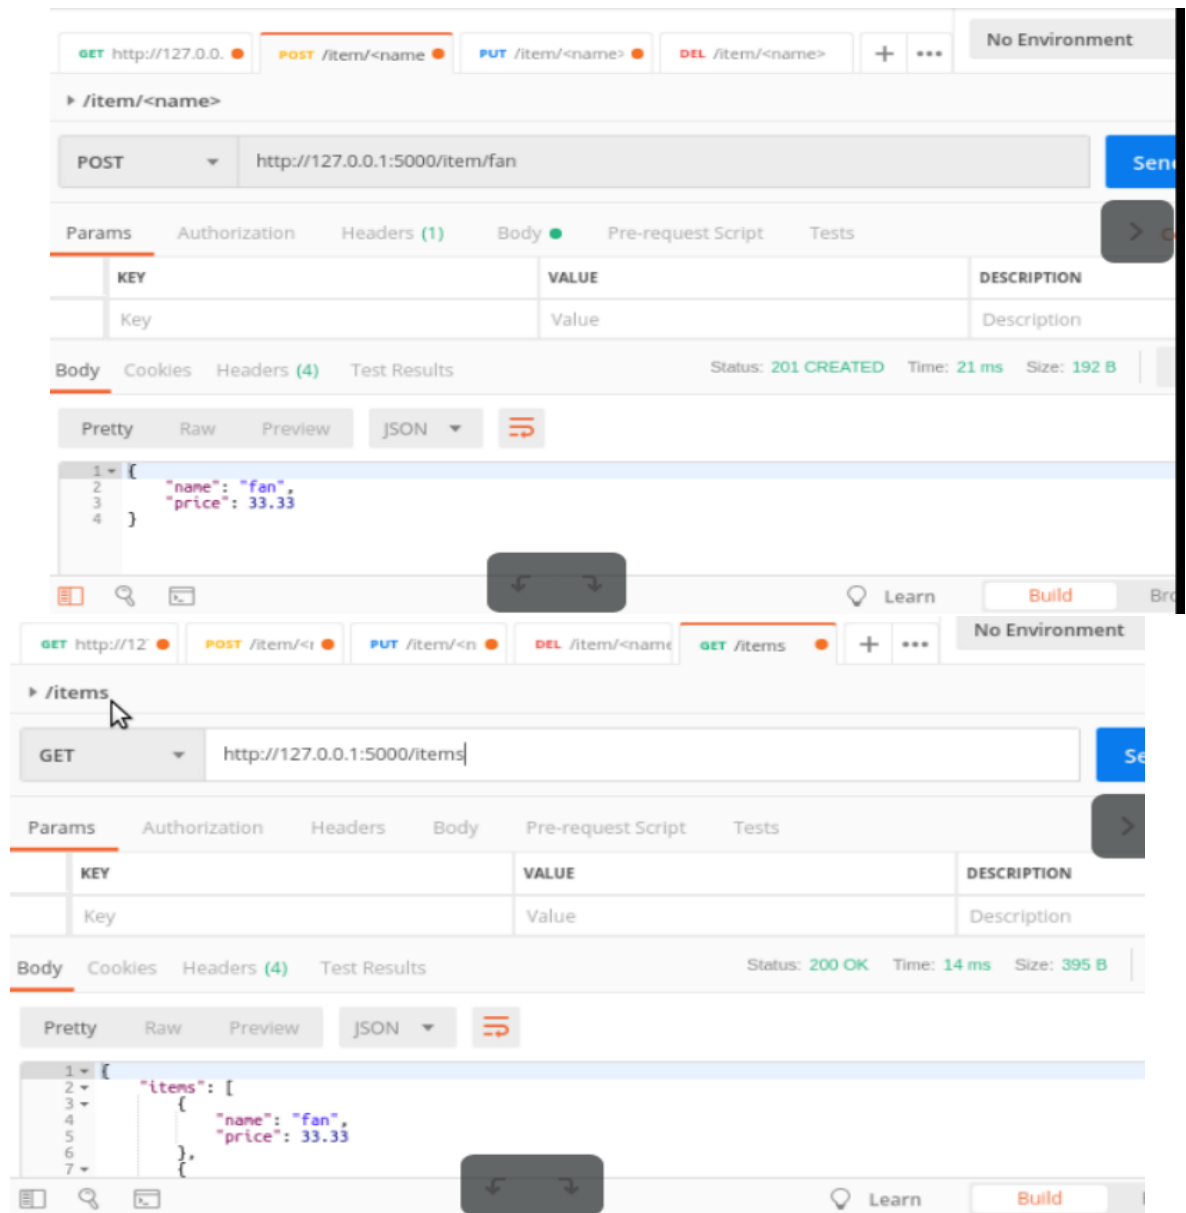 GET http://127.0.0. POST /item/<name PUT /item/<name> DEL /item/<name> + ••• No Environment
/item/<name>
POST http://127.0.0.1:5000/item/fan Send
Params Authorization Headers (1) Body Pre-request Script Tests
KEY VALUE DESCRIPTION
Key Value Description
Body Cookies Headers (4) Test Results Status: 201 CREATED Time: 21 ms Size: 192 B
Pretty Raw Preview JSON
1 {
2 "name": "fan",
3 "price": 33.33
4 }
Learn Build Bro
GET http://12 POST /item/<r PUT /item/<n DEL /item/<name GET /items + ••• No Environment
/items
GET http://127.0.0.1:5000/items Se
Params Authorization Headers Body Pre-request Script Tests
KEY VALUE DESCRIPTION
Key Value Description
Body Cookies Headers (4) Test Results Status: 200 OK Time: 14 ms Size: 395 B
Pretty Raw Preview JSON
1 {
2 "items": [
3 {
4 "name": "fan",
5 "price": 33.33
6 },
7 {
Learn Build